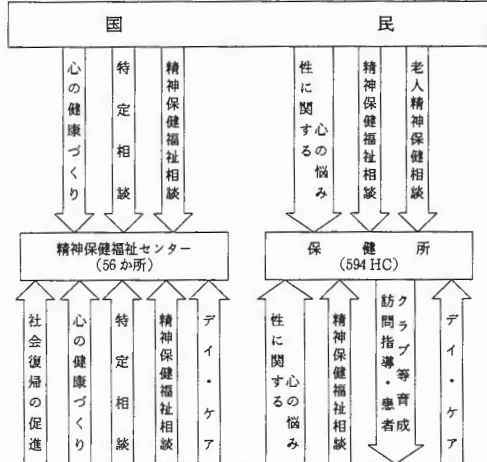 国民
心の健康づくり
特定相談
精神保健福祉相談
性に関する
心の悩み
精神保健福祉相談
老人精神保健相談
精神保健福祉センター
(56か所)
保健所
(594 HC)
社会復帰の促進
心の健康づくり
特定相談
精神保健福祉相談
デイ・ケア
性に関する
心の悩み
精神保健福祉相談
訪問指導・患者
クラブ等育成
デイ・ケア